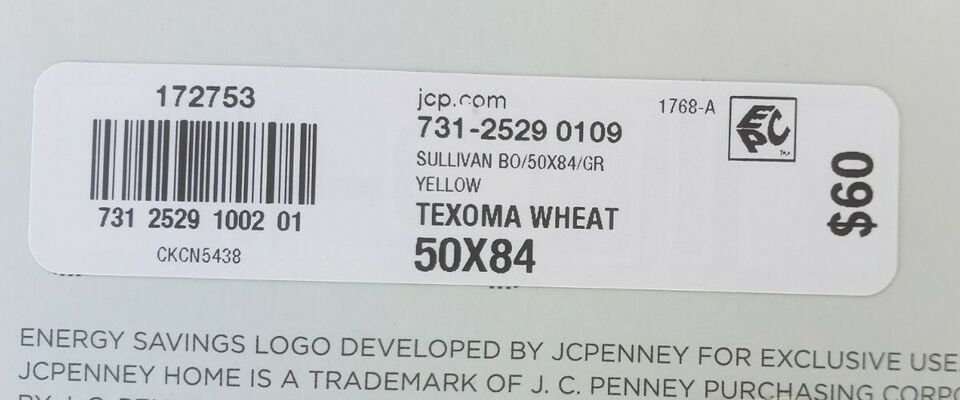 172753
731 2529 1002 01
CKCN5438
jcp.com
731-2529 0109
SULLIVAN BO/50X84/GR
YELLOW
TEXOMA WHEAT
50X84
1768-A
EPC
$60
ENERGY SAVINGS LOGO DEVELOPED BY JCPENNEY FOR EXCLUSIVE USE
JCPENNEY HOME IS A TRADEMARK OF J. C. PENNEY PURCHASING CORPO
BY J. C.